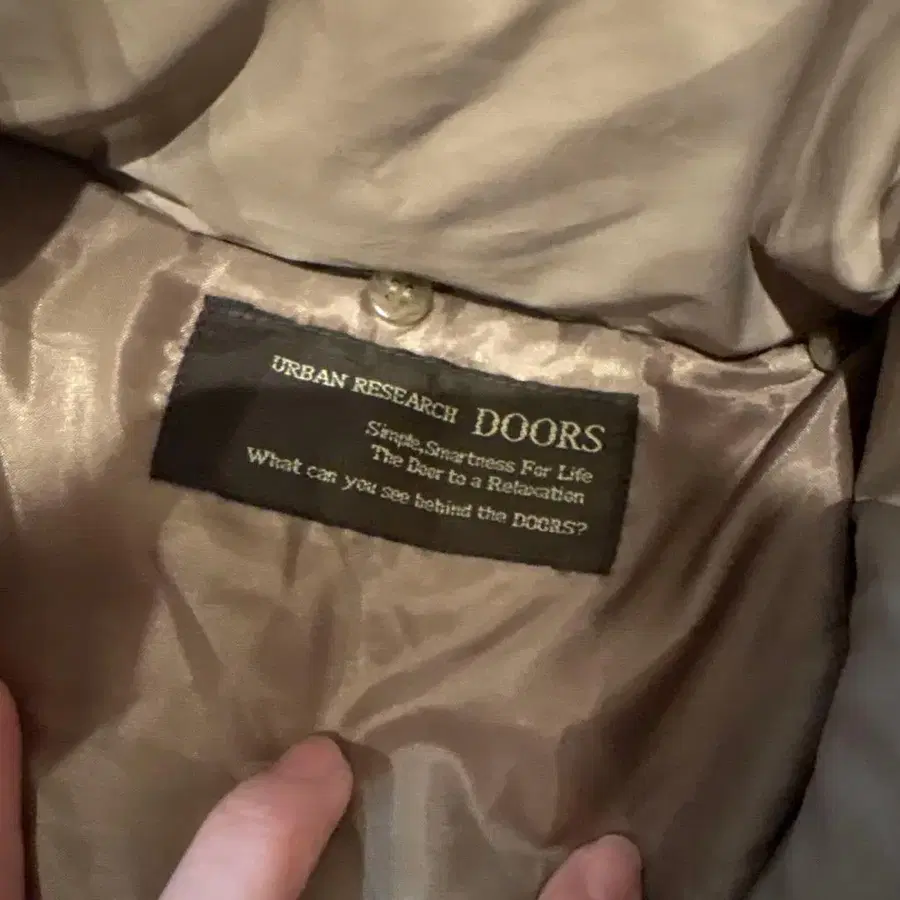 URBAN RESEARCH DOORS
Simple,Smartness For Life
The Door to a Relaxation
What can you see behind the DOORS?